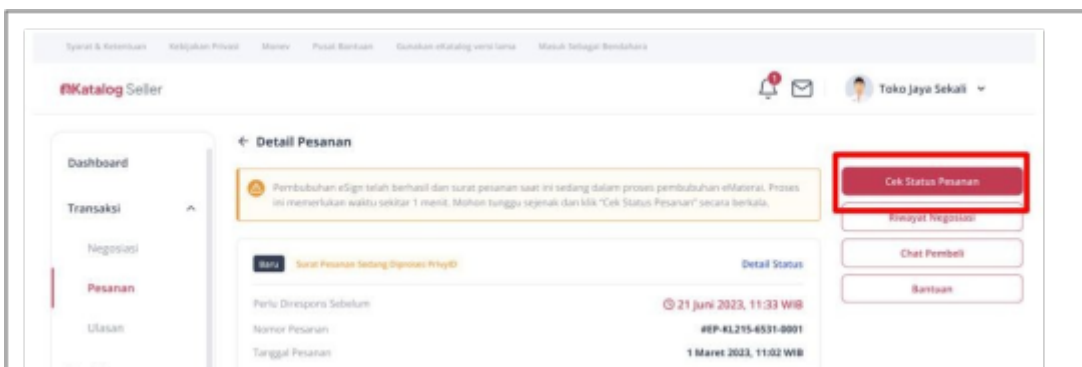 Syarat & Ketentuan Kebijakan Privasi Monev Pusat Bantuan Gunakan eKatalog versi lama Masuk Sebagai Bendahara
Katalog Seller
Toko Jaya Sekali
Dashboard
Transaksi
Negosiasi
Pesanan
Ulasan
← Detail Pesanan
Pembubuhan eSign telah berhasil dan surat pesanan saat ini sedang dalam proses pembubuhan eMaterai. Proses
ini memerlukan waktu sekitar 1 menit. Mohon tunggu sejenak dan klik "Cek Status Pesanan" secara berkala.
Baru Surat Pesanan Sedang Diproses PrivyID Detail Status
Perlu Direspons Sebelum 21 Juni 2023, 11:33 WIB
Nomor Pesanan #EP-KL215-6531-0001
Tanggal Pesanan 1 Maret 2023, 11:02 WIB
Cek Status Pesanan
Riwayat Negosiasi
Chat Pembeli
Bantuan